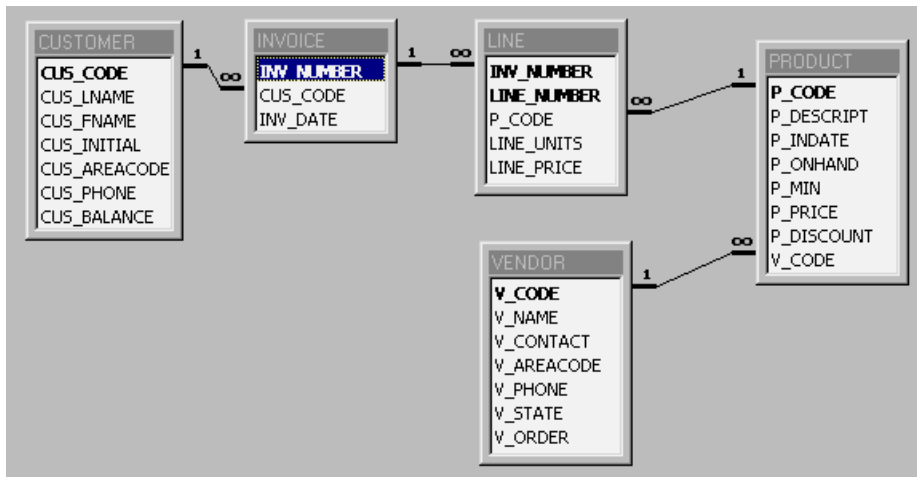 CUSTOMER
CUS_CODE
CUS_LNAME
CUS_FNAME
CUS_INITIAL
CUS_AREACODE
CUS_PHONE
CUS_BALANCE
1
∞
INVOICE
INV_NUMBER
CUS_CODE
INV_DATE
1
∞
LINE
INV_NUMBER
LINE_NUMBER
P_CODE
LINE_UNITS
LINE_PRICE
∞
1
PRODUCT
P_CODE
P_DESCRIPT
P_INDATE
P_ONHAND
P_MIN
P_PRICE
P_DISCOUNT
V_CODE
VENDOR
V_CODE
V_NAME
V_CONTACT
V_AREACODE
V_PHONE
V_STATE
V_ORDER
1
∞